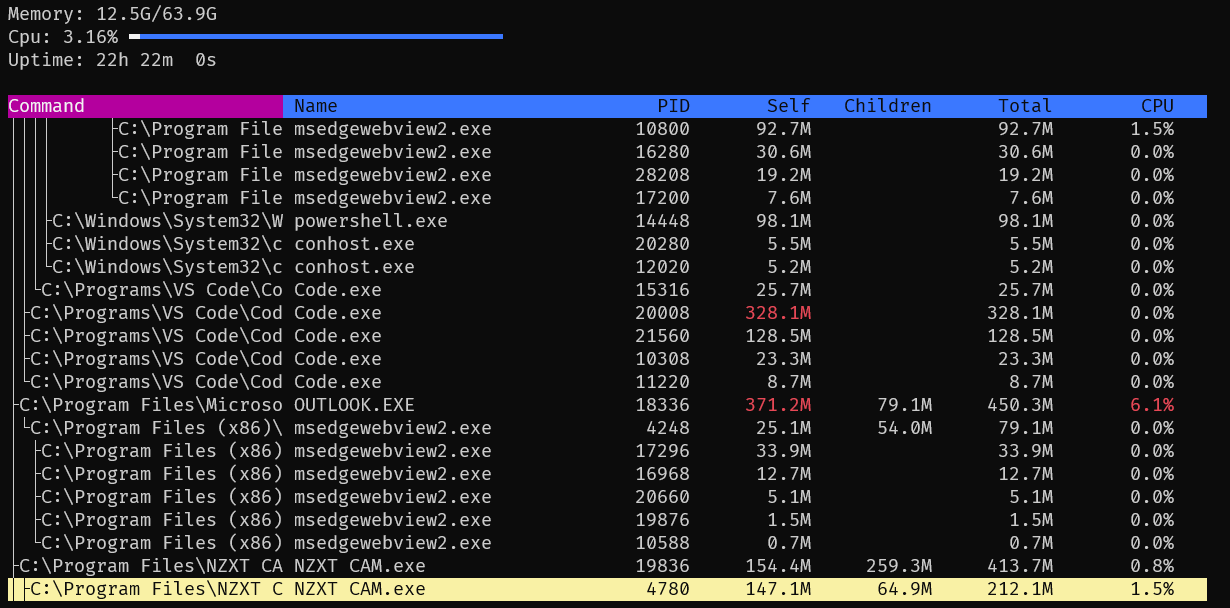 Memory: 12.5G/63.9G
Cpu: 3.16%
Uptime: 22h 22m  0s
Command Name PID Self Children Total CPU
C:\Program File msedgewebview2.exe 10800 92.7M 92.7M 1.5%
C:\Program File msedgewebview2.exe 16280 30.6M 30.6M 0.0%
C:\Program File msedgewebview2.exe 28208 19.2M 19.2M 0.0%
C:\Program File msedgewebview2.exe 17200 7.6M 7.6M 0.0%
C:\Windows\System32\W powershell.exe 14448 98.1M 98.1M 0.0%
C:\Windows\System32\c conhost.exe 20280 5.5M 5.5M 0.0%
C:\Windows\System32\c conhost.exe 12020 5.2M 5.2M 0.0%
C:\Programs\VS Code\Co Code.exe 15316 25.7M 25.7M 0.0%
C:\Programs\VS Code\Cod Code.exe 20008 328.1M 328.1M 0.0%
C:\Programs\VS Code\Cod Code.exe 21560 128.5M 128.5M 0.0%
C:\Programs\VS Code\Cod Code.exe 10308 23.3M 23.3M 0.0%
C:\Programs\VS Code\Cod Code.exe 11220 8.7M 8.7M 0.0%
C:\Program Files\Microso OUTLOOK.EXE 18336 371.2M 79.1M 450.3M 6.1%
C:\Program Files (x86)\ msedgewebview2.exe 4248 25.1M 54.0M 79.1M 0.0%
C:\Program Files (x86) msedgewebview2.exe 17296 33.9M 33.9M 0.0%
C:\Program Files (x86) msedgewebview2.exe 16968 12.7M 12.7M 0.0%
C:\Program Files (x86) msedgewebview2.exe 20660 5.1M 5.1M 0.0%
C:\Program Files (x86) msedgewebview2.exe 19876 1.5M 1.5M 0.0%
C:\Program Files (x86) msedgewebview2.exe 10588 0.7M 0.7M 0.0%
C:\Program Files\NZXT CA NZXT CAM.exe 19836 154.4M 259.3M 413.7M 0.8%
C:\Program Files\NZXT C NZXT CAM.exe 4780 147.1M 64.9M 212.1M 1.5%